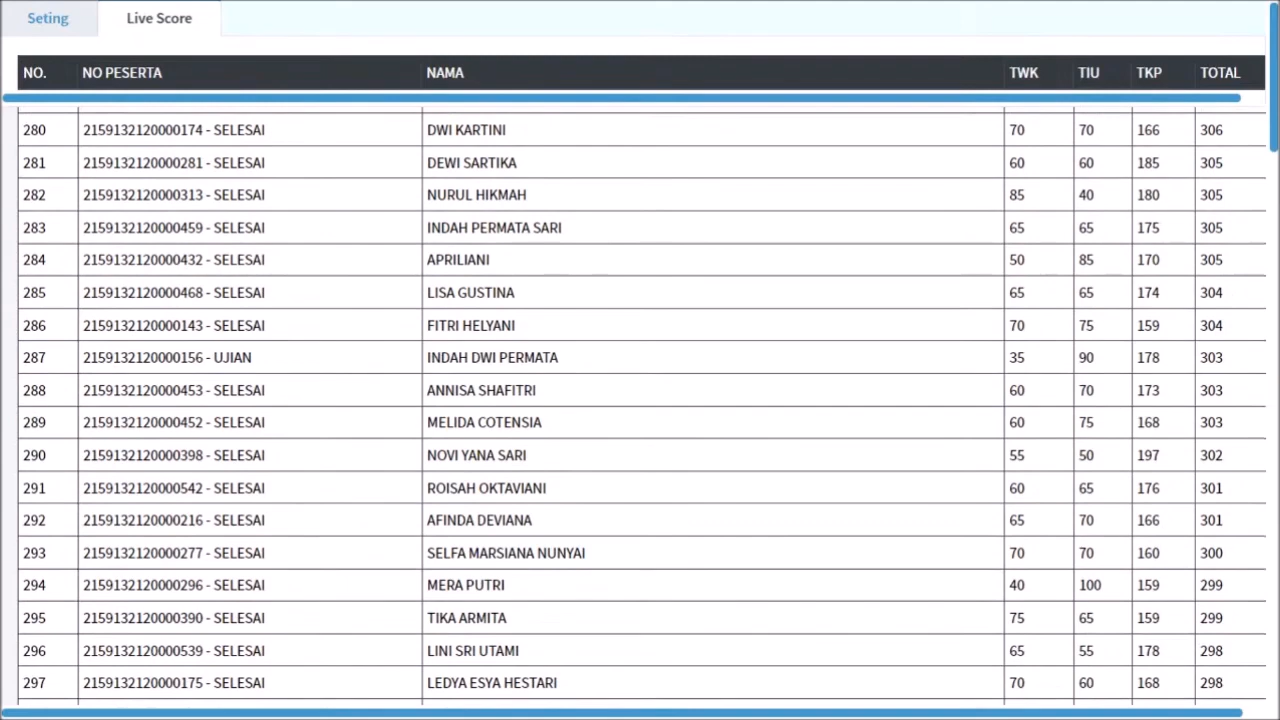 Seting Live Score
NO. NO PESERTA NAMA TWK TIU TKP TOTAL
280 2159132120000174 - SELESAI DWI KARTINI 70 70 166 306
281 2159132120000281 - SELESAI DEWI SARTIKA 60 60 185 305
282 2159132120000313 - SELESAI NURUL HIKMAH 85 40 180 305
283 2159132120000459 - SELESAI INDAH PERMATA SARI 65 65 175 305
284 2159132120000432 - SELESAI APRILIANI 50 85 170 305
285 2159132120000468 - SELESAI LISA GUSTINA 65 65 174 304
286 2159132120000143 - SELESAI FITRI HELYANI 70 75 159 304
287 2159132120000156 - UJIAN INDAH DWI PERMATA 35 90 178 303
288 2159132120000453 - SELESAI ANNISA SHAFITRI 60 70 173 303
289 2159132120000452 - SELESAI MELIDA COTENSIA 60 75 168 303
290 2159132120000398 - SELESAI NOVI YANA SARI 55 50 197 302
291 2159132120000542 - SELESAI ROISAH OKTAVIANI 60 65 176 301
292 2159132120000216 - SELESAI AFINDA DEVIANA 65 70 166 301
293 2159132120000277 - SELESAI SELFA MARSIANA NUNYAI 70 70 160 300
294 2159132120000296 - SELESAI MERA PUTRI 40 100 159 299
295 2159132120000390 - SELESAI TIKA ARMITA 75 65 159 299
296 2159132120000539 - SELESAI LINI SRI UTAMI 65 55 178 298
297 2159132120000175 - SELESAI LEDYA ESYA HESTARI 70 60 168 298